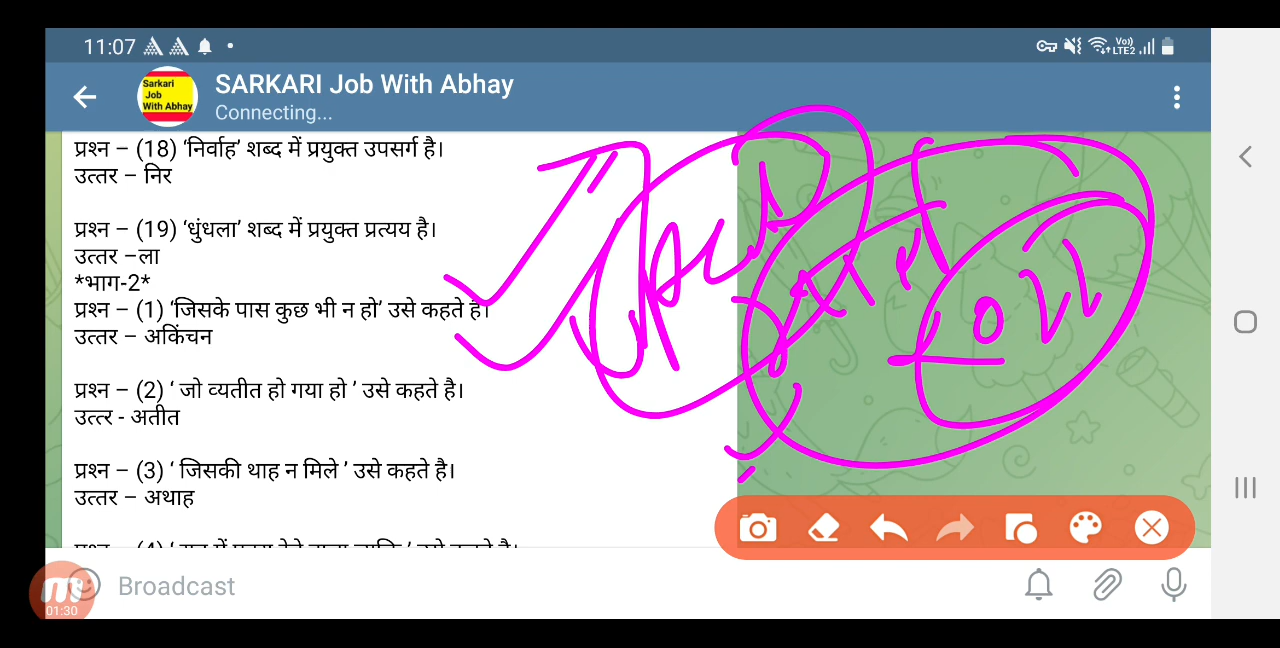 11:07
Vo)
LTE2
Sarkari
Job
With Abhay
SARKARI Job With Abhay
Connecting...
प्रश्न – (18) ‘निर्वाह’ शब्द में प्रयुक्त उपसर्ग है।
उत्तर – निर
प्रश्न – (19) ‘धुंधला’ शब्द में प्रयुक्त प्रत्यय है।
उत्तर –ला
*भाग-2*
प्रश्न – (1) ‘जिसके पास कुछ भी न हो’ उसे कहते है।
उत्तर – अकिंचन
प्रश्न – (2) ‘ जो व्यतीत हो गया हो ’ उसे कहते है।
उत्त्र - अतीत
प्रश्न – (3) ‘ जिसकी थाह न मिले ’ उसे कहते है।
उत्तर – अथाह
Broadcast
01:30